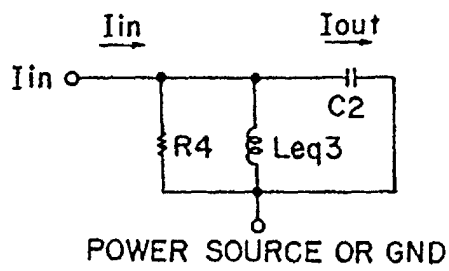 Iin Iout
Iin
C2
R4 Leq3
POWER SOURCE OR GND